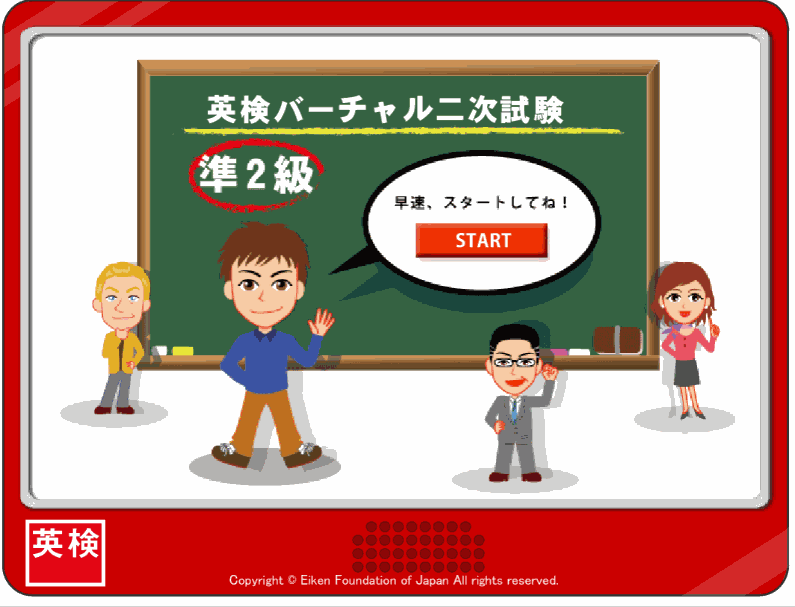 英検バーチャル二次試験
準2級
早速、スタートしてね！
START
英検
Copyright © Eiken Foundation of Japan All rights reserved.